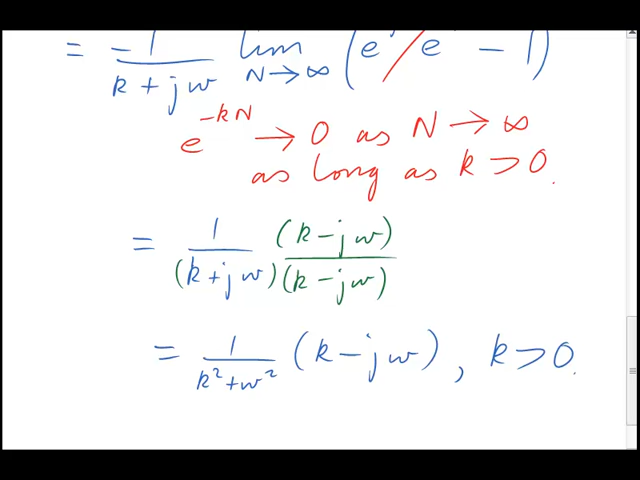 = -1/(k + jw) lim N→∞ (e / e - 1)
e^{-kN} → 0 as N → ∞
as long as k > 0.
= 1/(k + jw) (k - jw)/(k - jw)
= 1/(k² + w²) (k - jw), k > 0.